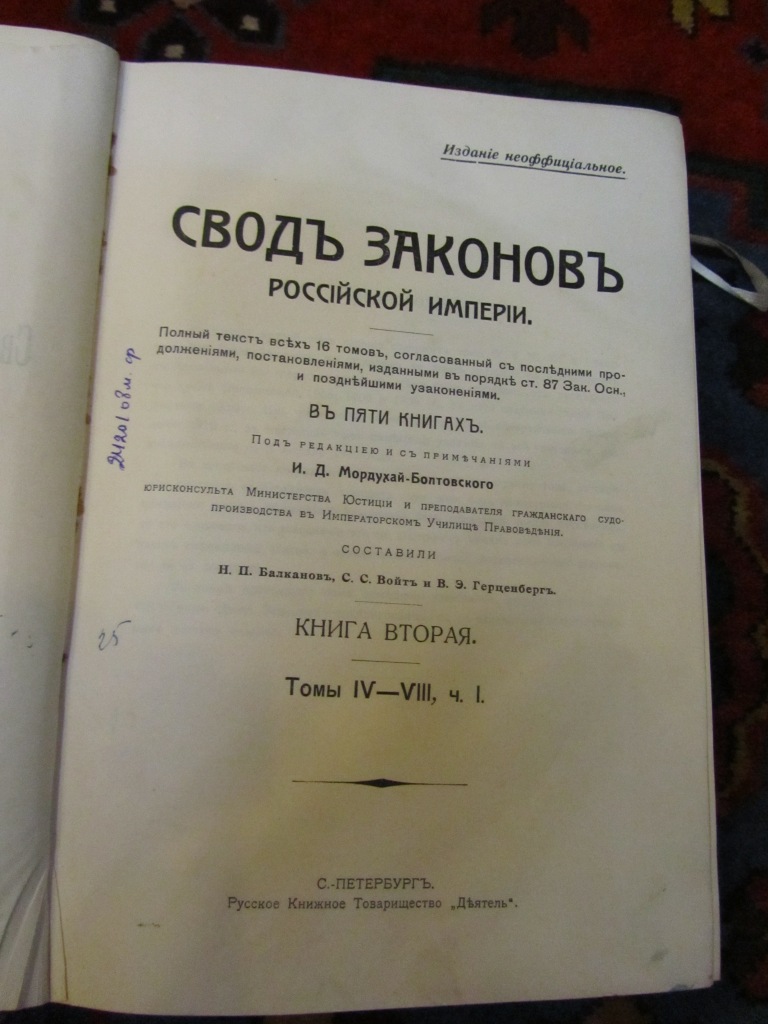 Изданіе неоффиціальное.
СВОДЪ ЗАКОНОВЪ
РОССІЙСКОЙ ИМПЕРІИ.
Полный текстъ всѣхъ 16 томовъ, согласованный съ послѣдними про-
долженіями, постановленіями, изданными въ порядкѣ ст. 87 Зак. Осн.,
и позднѣйшими узаконеніями.
ВЪ ПЯТИ КНИГАХЪ.
Подъ редакціею и съ примѣчаніями
И. Д. Мордухай-Болтовского
юрисконсульта Министерства Юстиціи и преподавателя гражданскаго судо-
производства въ Императорскомъ Училищѣ Правовѣдѣнія.
СОСТАВИЛИ
Н. П. Балкановъ, С. С. Войтъ и В. Э. Герценбергъ.
КНИГА ВТОРАЯ.
Томы IV—VIII, ч. I.
С.-ПЕТЕРБУРГЪ.
Русское Книжное Товарищество „Дѣятель“.
25